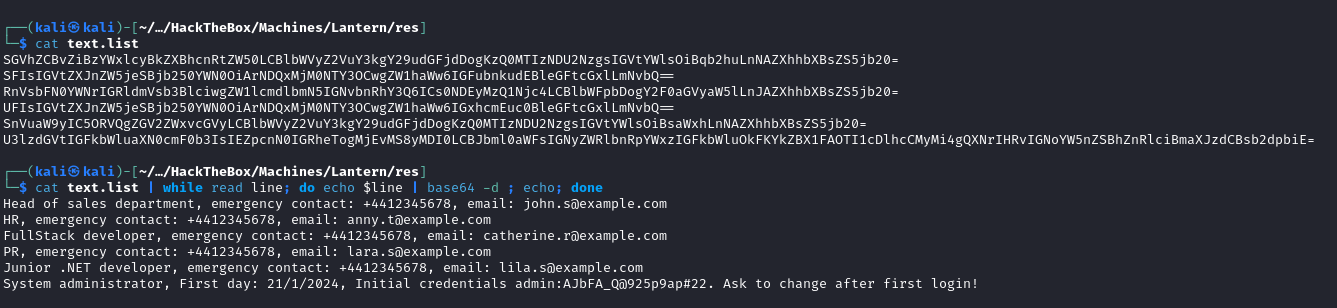 ┌──(kali㉿kali)-[~/…/HackTheBox/Machines/Lantern/res]
└─$ cat text.list
SGVhZCBvZiBzYWxlcyBkZXBhcnRtZW50LCBlbWVyZ2VuY3kgY29udGFjdDogKzQ0MTIzNDU2NzgsIGVtYWlsOiBqb2huLnNAZXhhbXBsZS5jb20=
SFIsIGVtZXJnZW5jeSBjb250YWN0OiArNDQxMjM0NTY3OCwgZW1haWw6IGFubnkudEBleGFtcGxlLmNvbQ==
RnVsbFN0YWNrIGRldmVsb3BlciwgZW1lcmdlbmN5IGNvbnRhY3Q6ICs0NDEyMzQ1Njc4LCBlbWFpbDogY2F0aGVyaW5lLnJAZXhhbXBsZS5jb20=
UFIsIGVtZXJnZW5jeSBjb250YWN0OiArNDQxMjM0NTY3OCwgZW1haWw6IGxhcmEuc0BleGFtcGxlLmNvbQ==
SnVuaW9yIC5ORVQgZGV2ZWxvcGVyLCBlbWVyZ2VuY3kgY29udGFjdDogKzQ0MTIzNDU2NzgsIGVtYWlsOiBsaWxhLnNAZXhhbXBsZS5jb20=
U3lzdGVtIGFkbWluaXN0cmF0b3IsIEZpcnN0IGRheTogMjEvMS8yMDI0LCBJbml0aWFsIGNyZWRlbnRpYWxzIGFkbWluOkFKYkZBX1FAOTI1cDlhcCMyMi4gQXNrIHRvIGNoYW5nZSBhZnRlciBmaXJzdCBsb2dpbiE=
┌──(kali㉿kali)-[~/…/HackTheBox/Machines/Lantern/res]
└─$ cat text.list | while read line; do echo $line | base64 -d ; echo; done
Head of sales department, emergency contact: +4412345678, email: john.s@example.com
HR, emergency contact: +4412345678, email: anny.t@example.com
FullStack developer, emergency contact: +4412345678, email: catherine.r@example.com
PR, emergency contact: +4412345678, email: lara.s@example.com
Junior .NET developer, emergency contact: +4412345678, email: lila.s@example.com
System administrator, First day: 21/1/2024, Initial credentials admin:AJbFA_Q@925p9ap#22. Ask to change after first login!